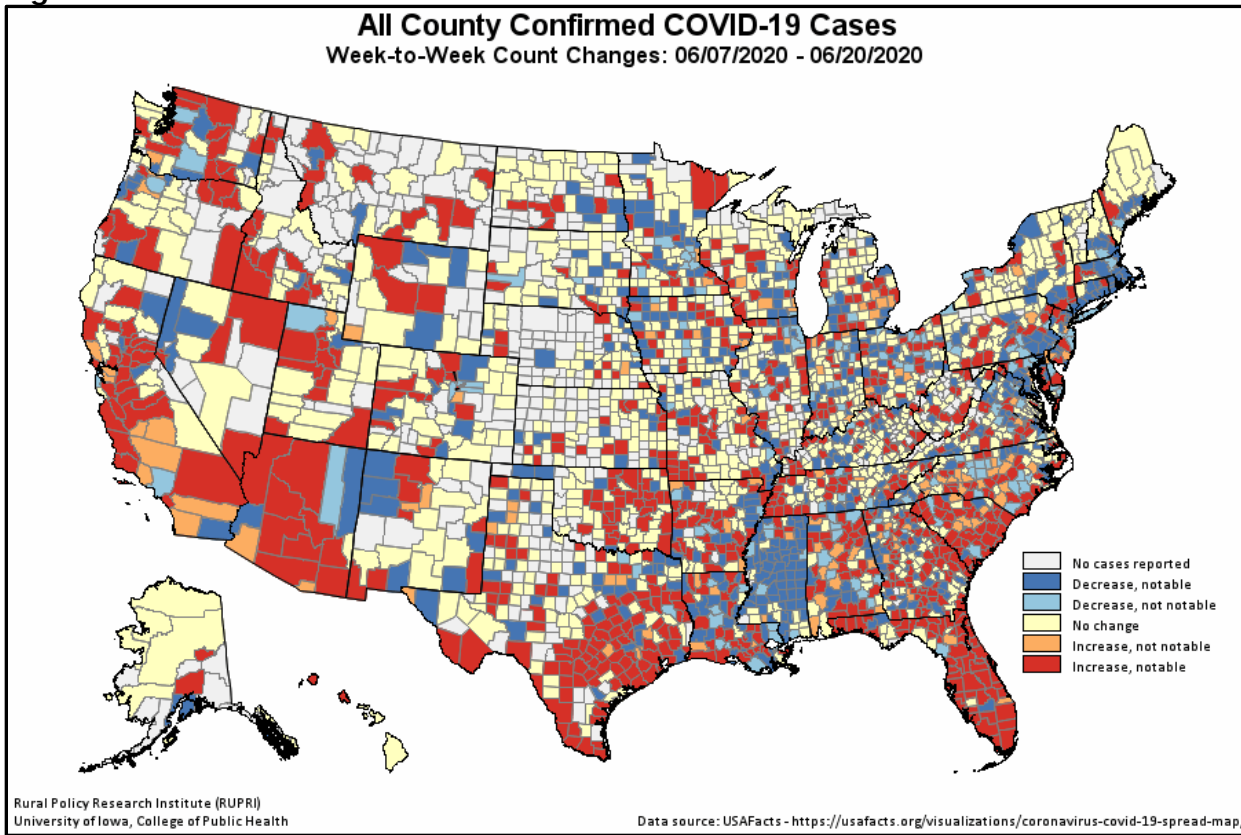 All County Confirmed COVID-19 Cases
Week-to-Week Count Changes: 06/07/2020 - 06/20/2020
No cases reported
Decrease, notable
Decrease, not notable
No change
Increase, not notable
Increase, notable
Rural Policy Research Institute (RUPRI)
University of Iowa, College of Public Health
Data source: USAFacts - https://usafacts.org/visualizations/coronavirus-covid-19-spread-map/